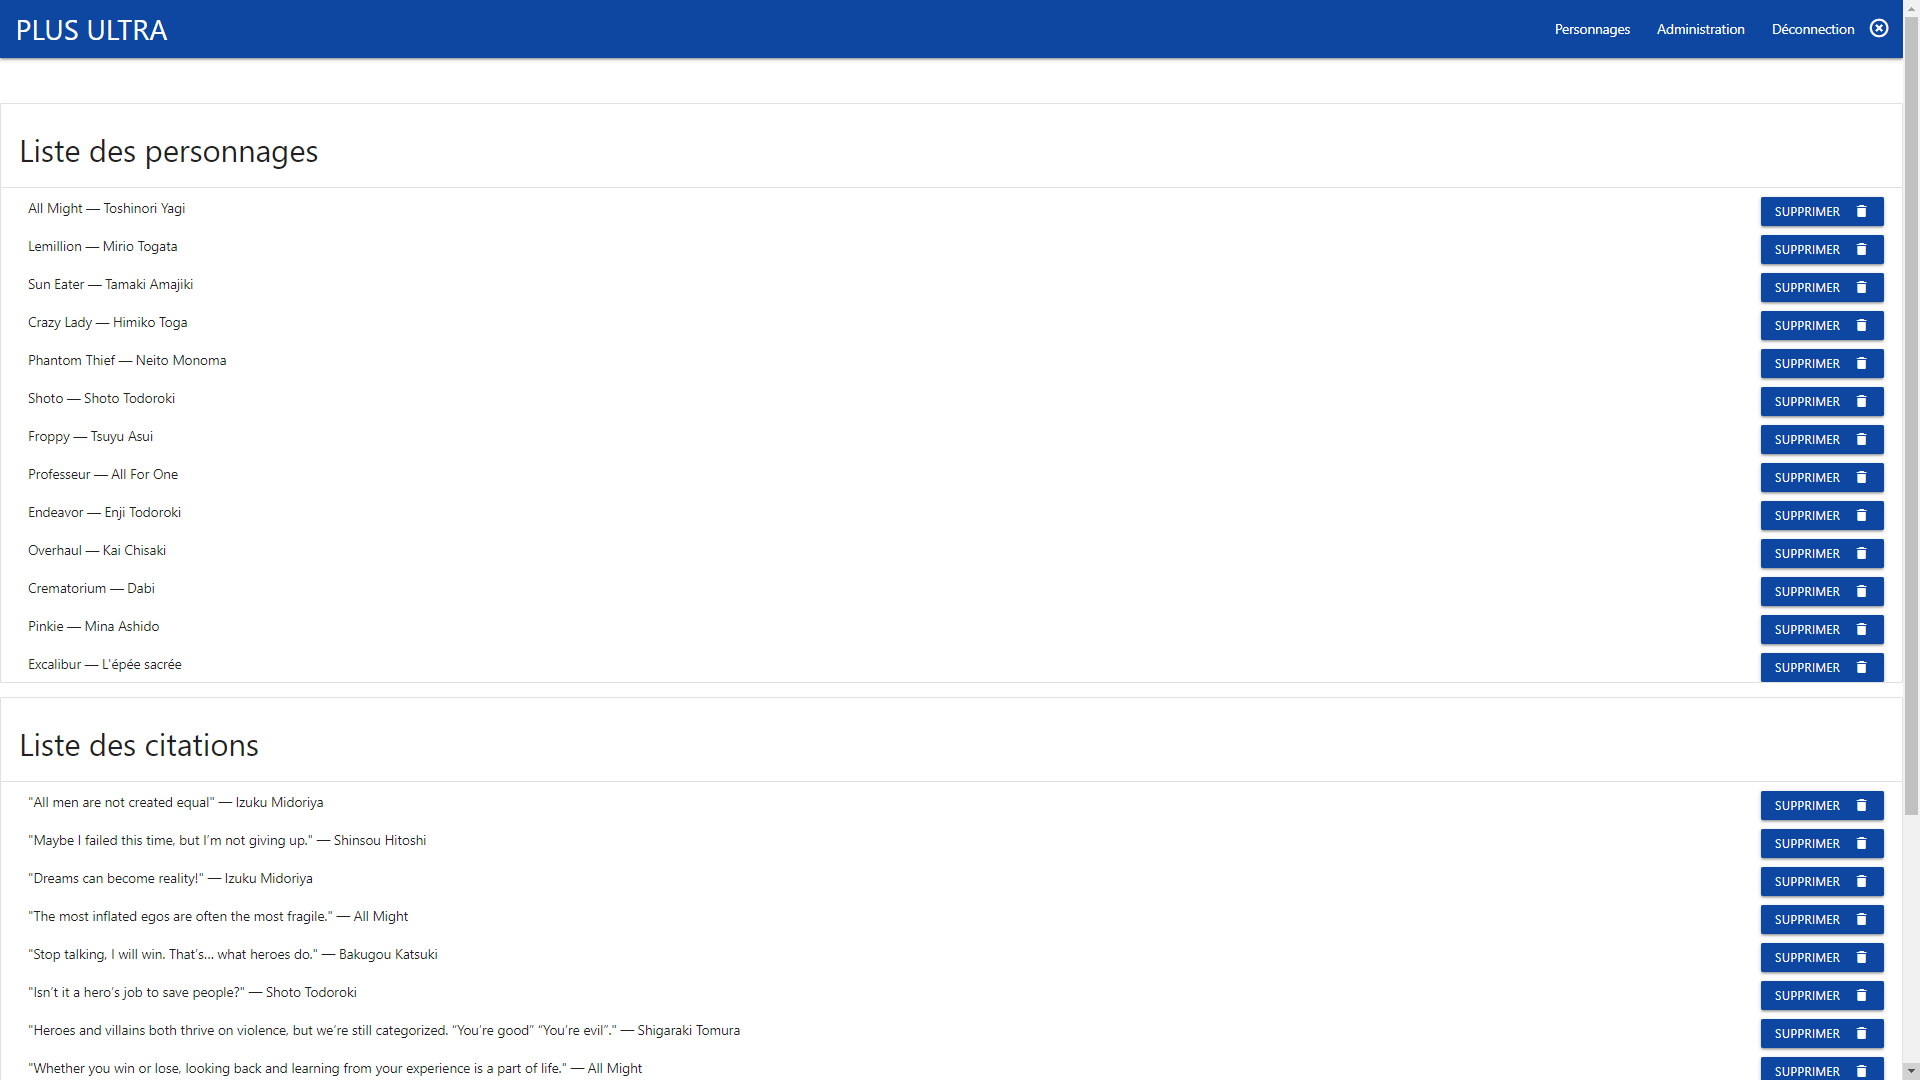 PLUS ULTRA
Personnages Administration Déconnection
Liste des personnages
All Might — Toshinori Yagi SUPPRIMER
Lemillion — Mirio Togata SUPPRIMER
Sun Eater — Tamaki Amajiki SUPPRIMER
Crazy Lady — Himiko Toga SUPPRIMER
Phantom Thief — Neito Monoma SUPPRIMER
Shoto — Shoto Todoroki SUPPRIMER
Froppy — Tsuyu Asui SUPPRIMER
Professeur — All For One SUPPRIMER
Endeavor — Enji Todoroki SUPPRIMER
Overhaul — Kai Chisaki SUPPRIMER
Crematorium — Dabi SUPPRIMER
Pinkie — Mina Ashido SUPPRIMER
Excalibur — L'épée sacrée SUPPRIMER
Liste des citations
"All men are not created equal" — Izuku Midoriya SUPPRIMER
"Maybe I failed this time, but I’m not giving up." — Shinsou Hitoshi SUPPRIMER
"Dreams can become reality!" — Izuku Midoriya SUPPRIMER
"The most inflated egos are often the most fragile." — All Might SUPPRIMER
"Stop talking, I will win. That’s… what heroes do." — Bakugou Katsuki SUPPRIMER
"Isn’t it a hero’s job to save people?" — Shoto Todoroki SUPPRIMER
"Heroes and villains both thrive on violence, but we’re still categorized. “You’re good” “You’re evil”." — Shigaraki Tomura SUPPRIMER
"Whether you win or lose, looking back and learning from your experience is a part of life." — All Might SUPPRIMER